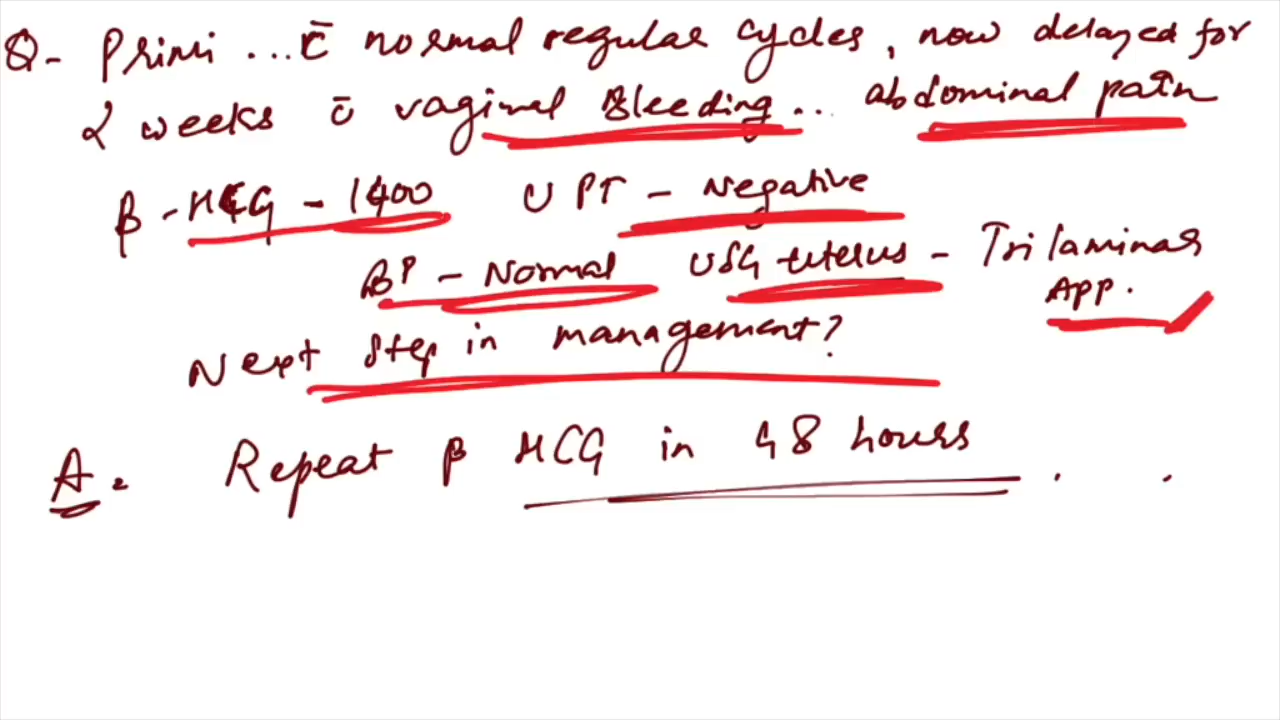 Q- Primi ... c̄ normal regular cycles, now delayed for
2 weeks c̄ vaginal Bleeding... abdominal pain
β-HCG - 1400 UPT - Negative
BP - Normal USG uterus - Trilaminar
App.
Next step in management?
A. Repeat β HCG in 48 hours.